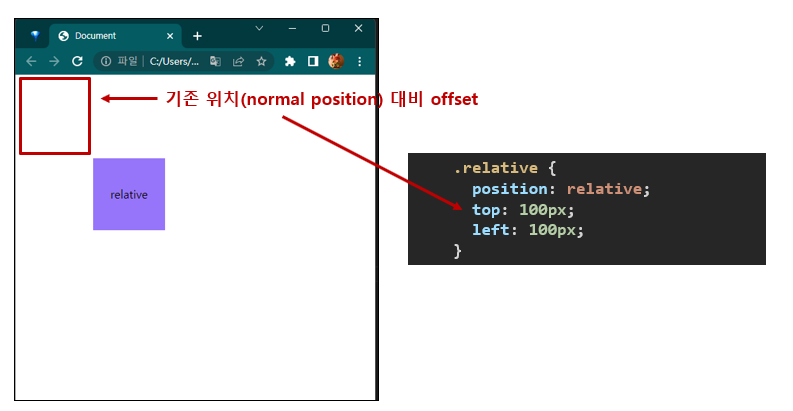 Document
파일 C:/Users/...
기존 위치(normal position) 대비 offset
relative
.relative {
position: relative;
top: 100px;
left: 100px;
}